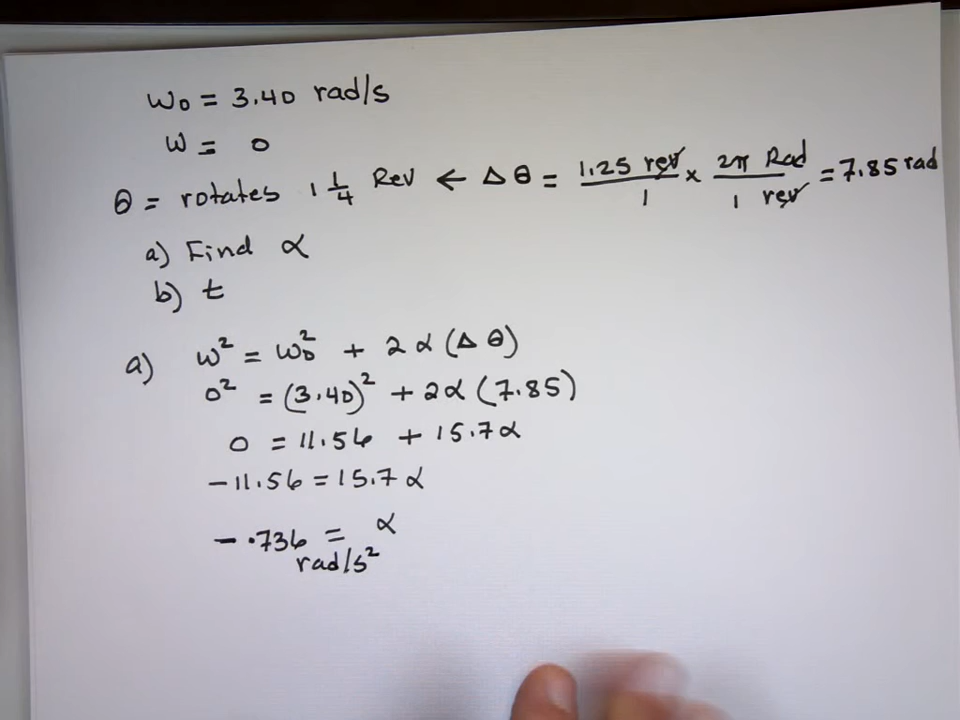 ω₀ = 3.40 rad/s
ω = 0
θ = rotates 1 1/4 Rev ← Δθ = 1.25 rev/1 × 2π Rad/1 rev = 7.85 rad
a) Find α
b) t
a) ω² = ω₀² + 2α(Δθ)
0² = (3.40)² + 2α(7.85)
0 = 11.56 + 15.7α
-11.56 = 15.7α
-.736 = α
rad/s²